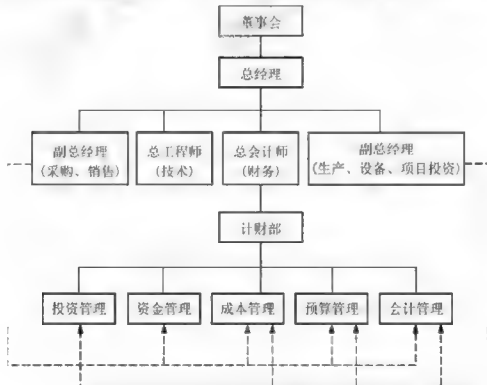 董事会
总经理
副总经理
(采购、销售)
总工程师
(技术)
总会计师
(财务)
副总经理
(生产、设备、项目投资)
计财部
投资管理
资金管理
成本管理
预算管理
会计管理